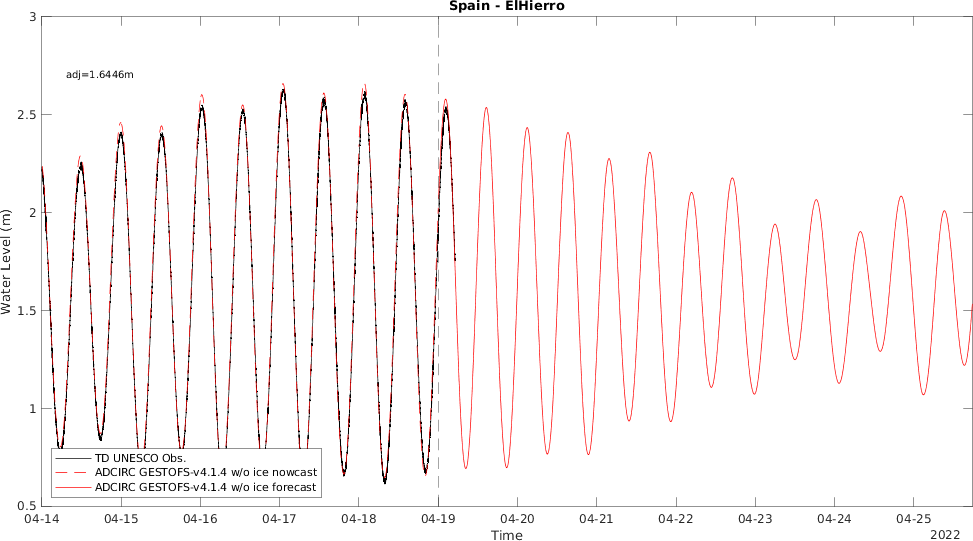 Spain - ElHierro
adj=1.6446m
Water Level (m)
3
2.5
2
1.5
1
0.5
TD UNESCO Obs.
ADCIRC GESTOFS-v4.1.4 w/o ice nowcast
ADCIRC GESTOFS-v4.1.4 w/o ice forecast
04-14 04-15 04-16 04-17 04-18 04-19 04-20 04-21 04-22 04-23 04-24 04-25
Time
2022